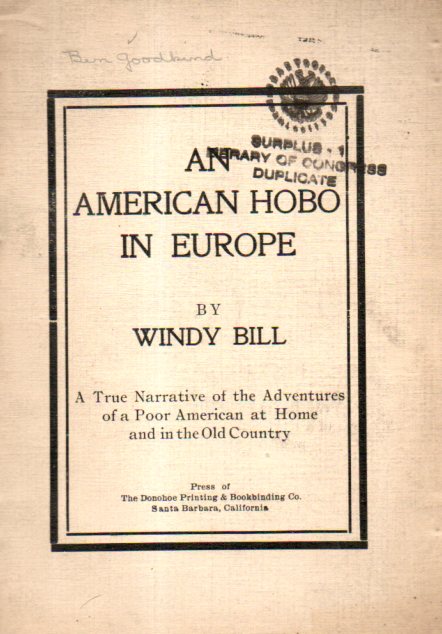 Ben Goodkind
SURPLUS - 1
LIBRARY OF CONGRESS
DUPLICATE
AN
AMERICAN HOBO
IN EUROPE
BY
WINDY BILL
A True Narrative of the Adventures
of a Poor American at Home
and in the Old Country
Press of
The Donohoe Printing & Bookbinding Co.
Santa Barbara, California